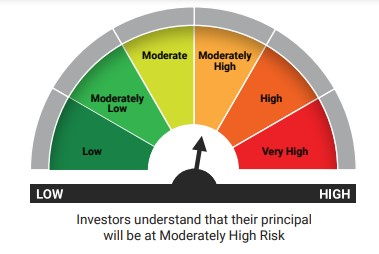 Moderate
Moderately
High
Moderately
Low
High
Low
Very High
LOW
HIGH
Investors understand that their principal
will be at Moderately High Risk